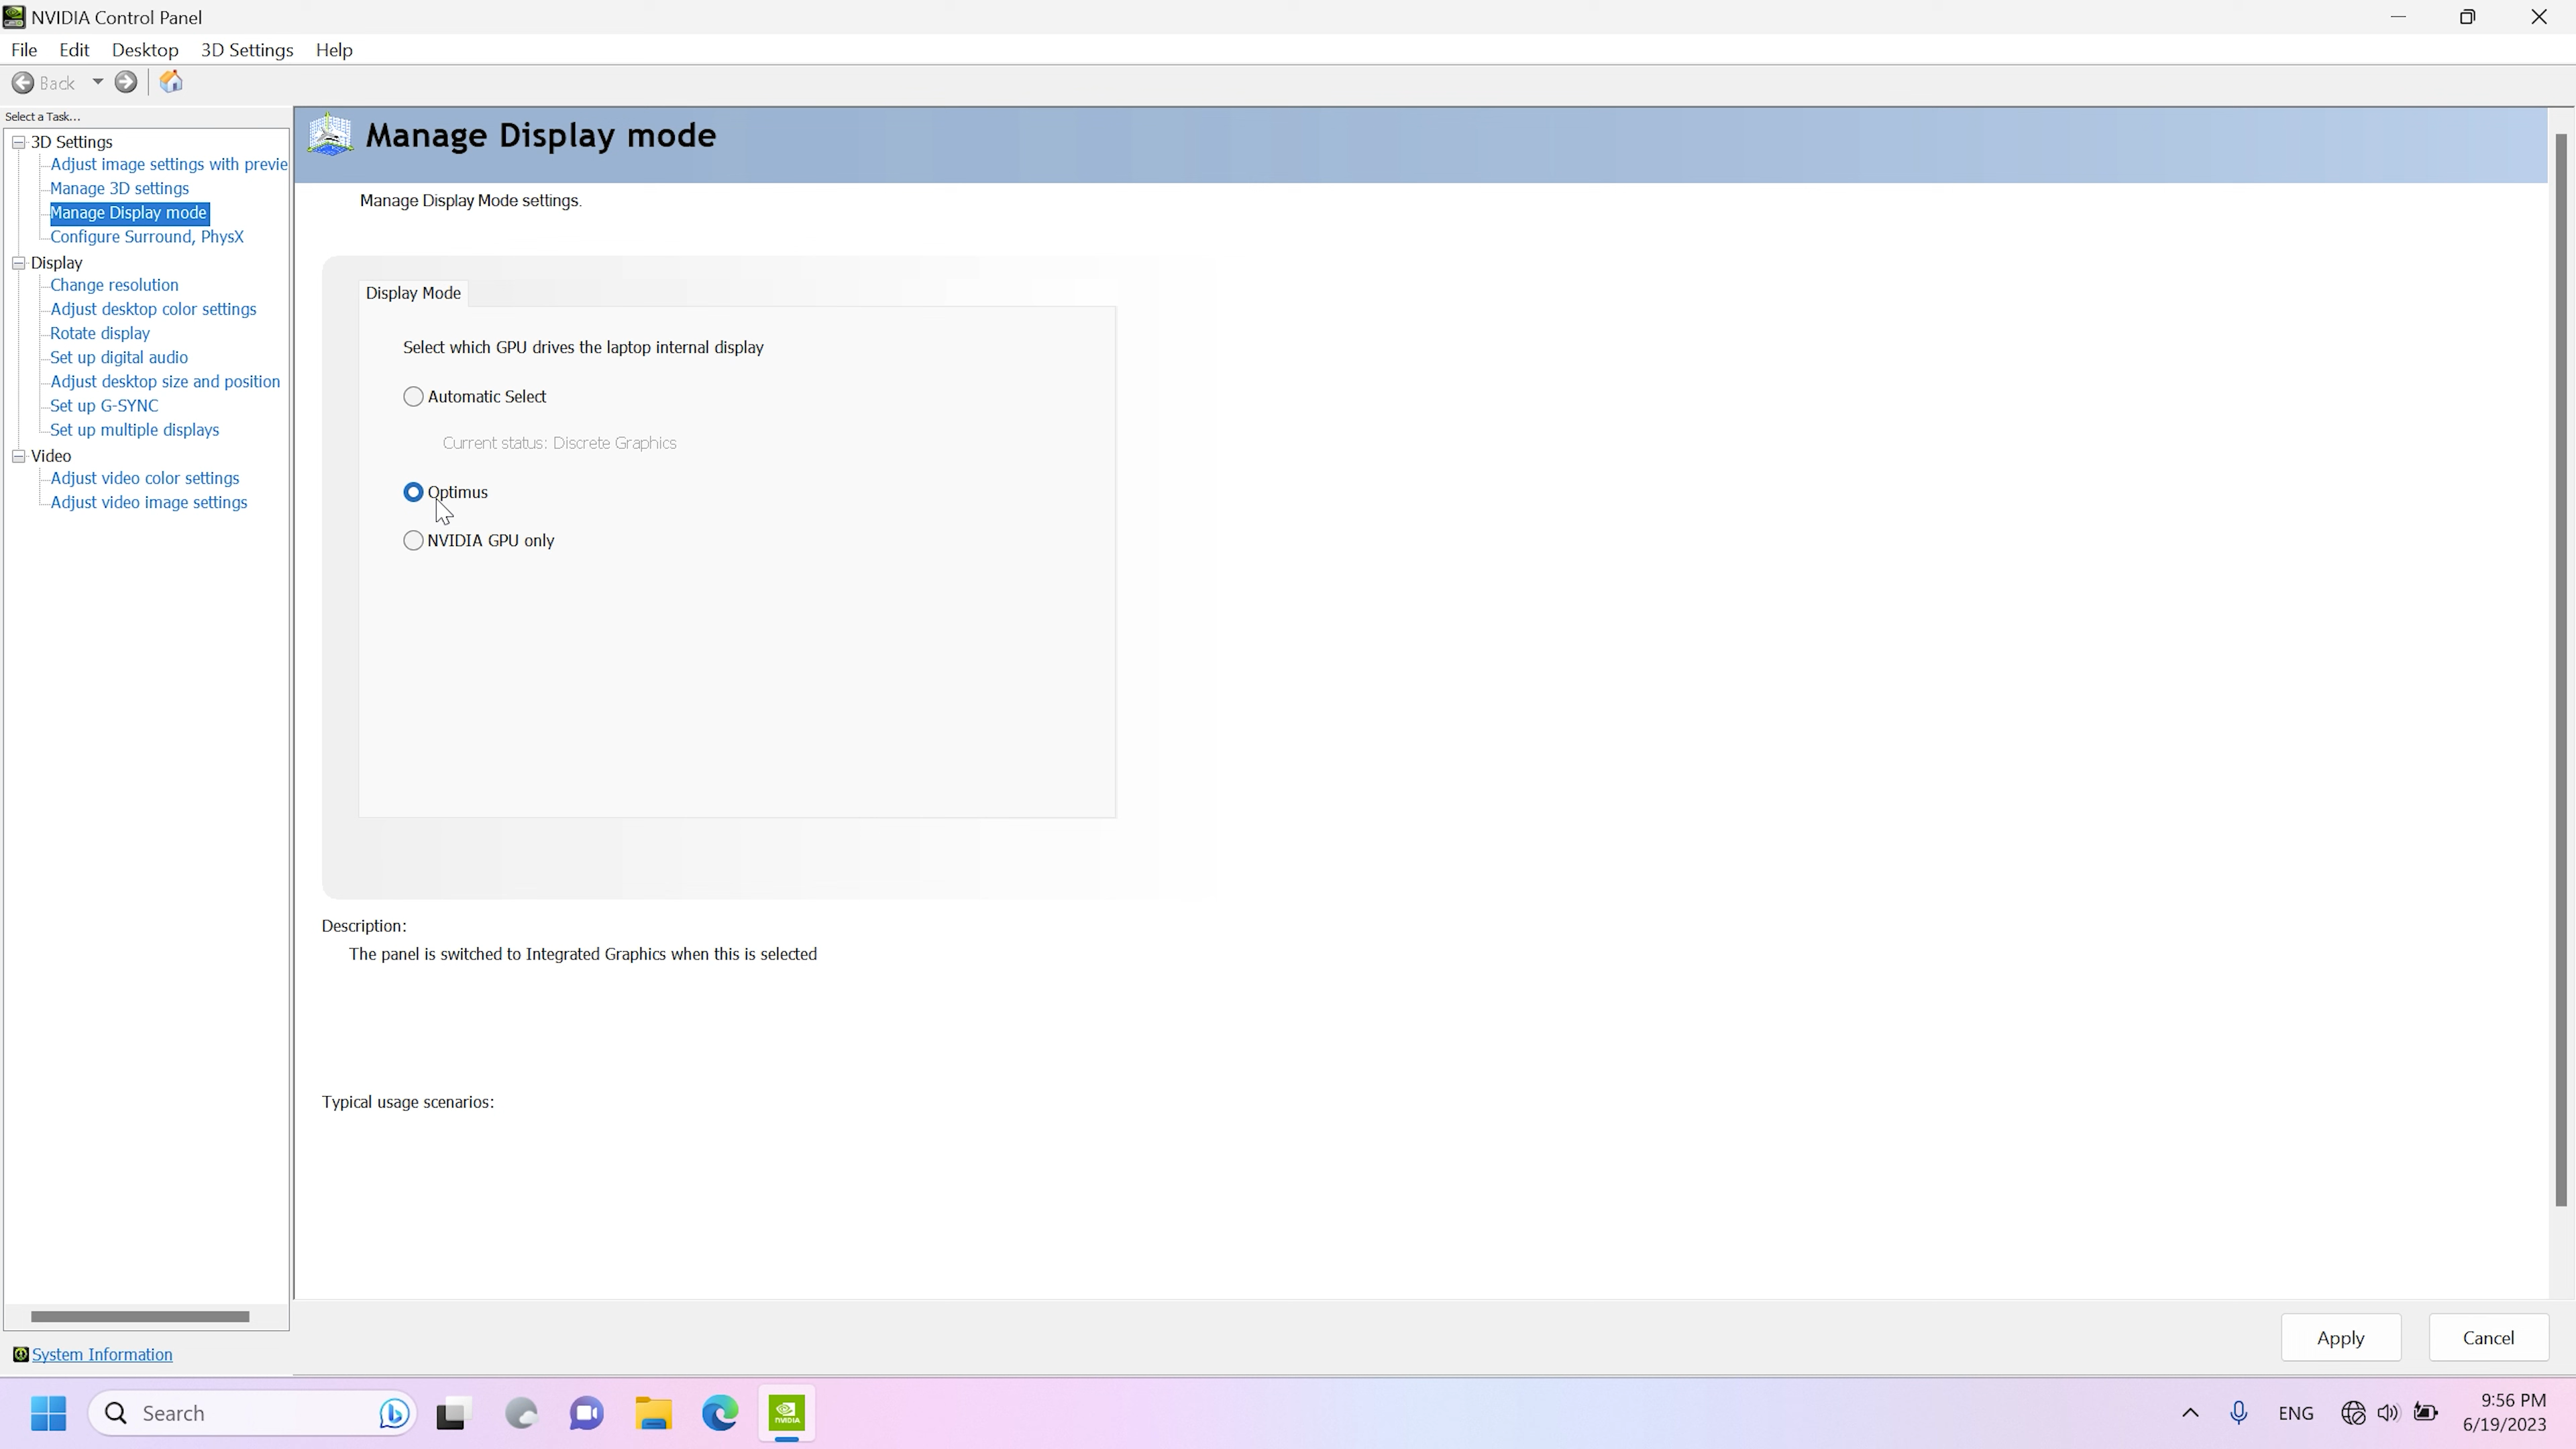 NVIDIA Control Panel
File Edit Desktop 3D Settings Help
Back
Select a Task...
3D Settings
Adjust image settings with previe
Manage 3D settings
Manage Display mode
Configure Surround, PhysX
Display
Change resolution
Adjust desktop color settings
Rotate display
Set up digital audio
Adjust desktop size and position
Set up G-SYNC
Set up multiple displays
Video
Adjust video color settings
Adjust video image settings
System Information
Manage Display mode
Manage Display Mode settings.
Display Mode
Select which GPU drives the laptop internal display
Automatic Select
Current status: Discrete Graphics
Optimus
NVIDIA GPU only
Description:
The panel is switched to Integrated Graphics when this is selected
Typical usage scenarios:
Apply Cancel
Search
NVIDIA
ENG
9:56 PM
6/19/2023